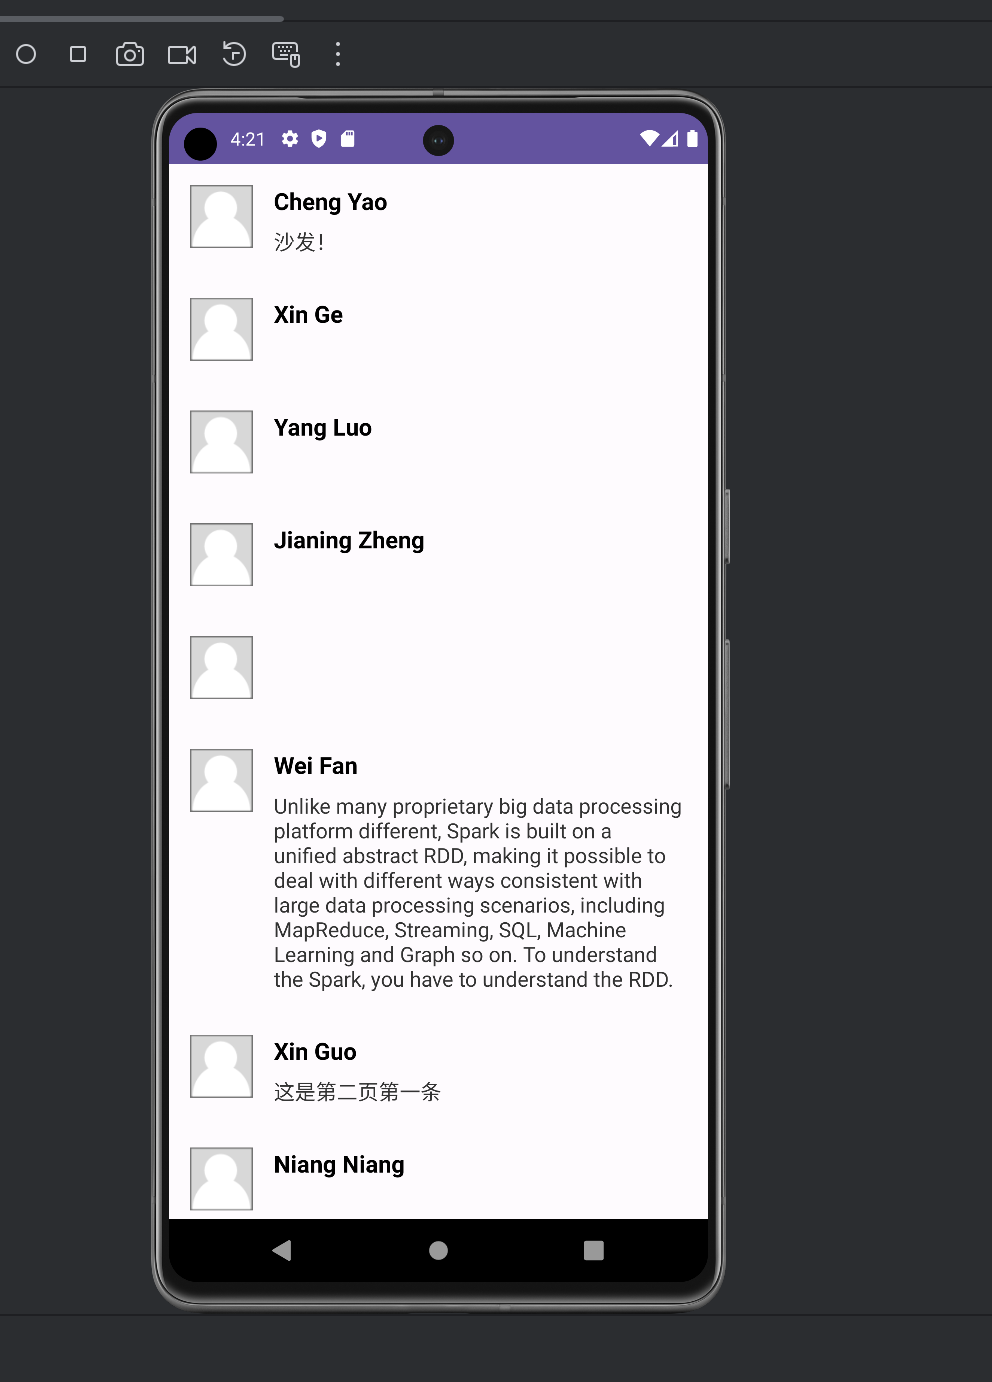 4:21
Cheng Yao
沙发！
Xin Ge
Yang Luo
Jianing Zheng
Wei Fan
Unlike many proprietary big data processing
platform different, Spark is built on a
unified abstract RDD, making it possible to
deal with different ways consistent with
large data processing scenarios, including
MapReduce, Streaming, SQL, Machine
Learning and Graph so on. To understand
the Spark, you have to understand the RDD.
Xin Guo
这是第二页第一条
Niang Niang